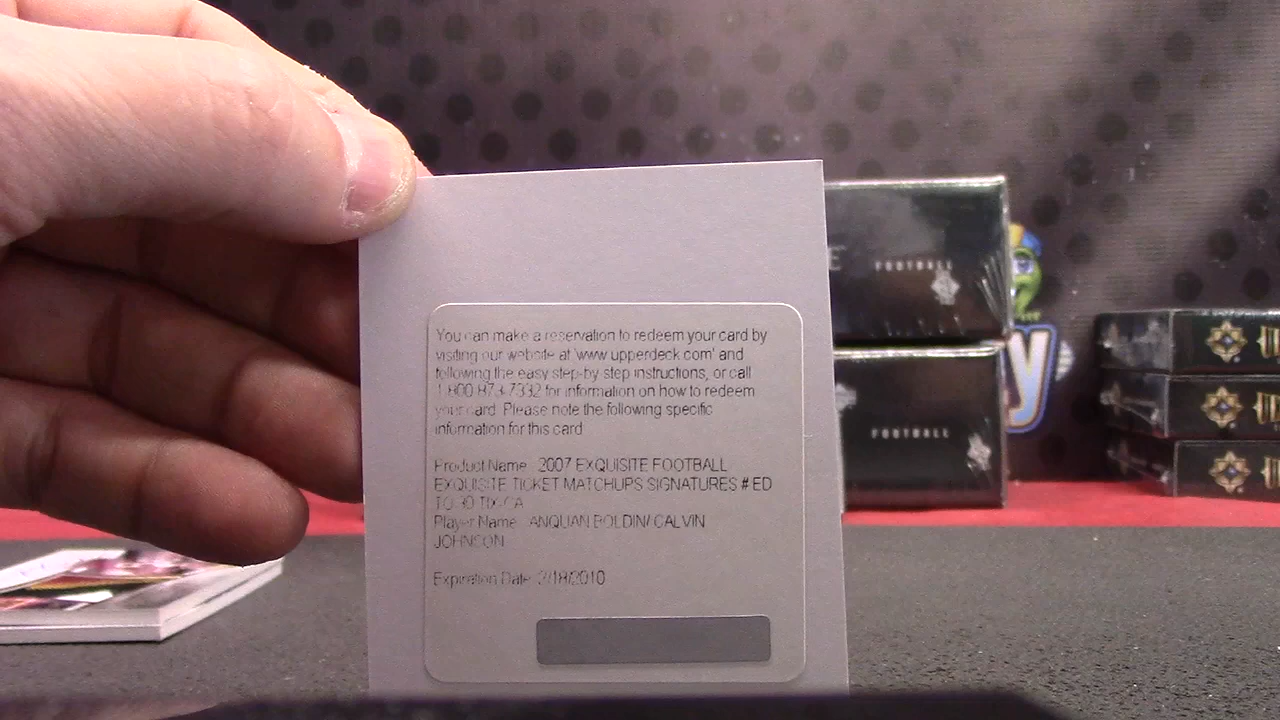 You can make a reservation to redeem your card by
visiting our website at 'www.upperdeck.com' and
following the easy step-by step instructions, or call
1-800-873-7332 for information on how to redeem
your card. Please note the following specific
information for this card
Product Name : 2007 EXQUISITE FOOTBALL
EXQUISITE TICKET MATCHUPS SIGNATURES # ED
TO 30 TIX-CA
Player Name : ANQUAN BOLDIN/ CALVIN
JOHNSON
Expiration Date: 2/18/2010
E FOOTBALL
FOOTBALL
y